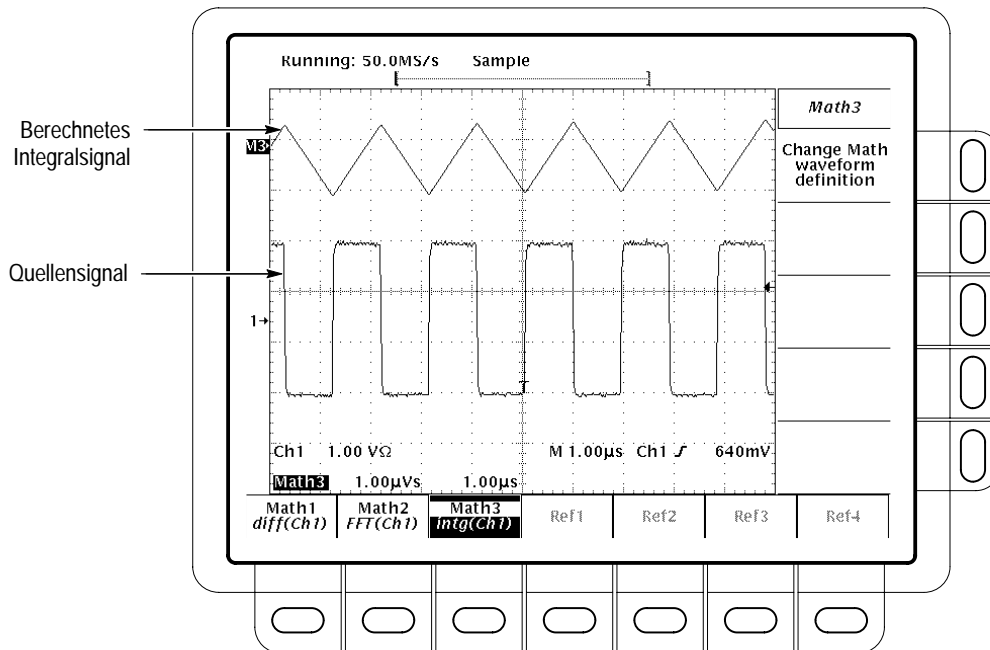 Running: 50.0MS/s Sample
Math3
Berechnetes
Integralsignal
M3
Change Math
waveform
definition
Quellensignal
1
T
Ch1 1.00 VΩ M 1.00µs Ch1 640mV
Math3 1.00µVs 1.00µs
Math1 Math2 Math3 Ref1 Ref2 Ref3 Ref4
diff(Ch1) FFT(Ch1) intg(Ch1)